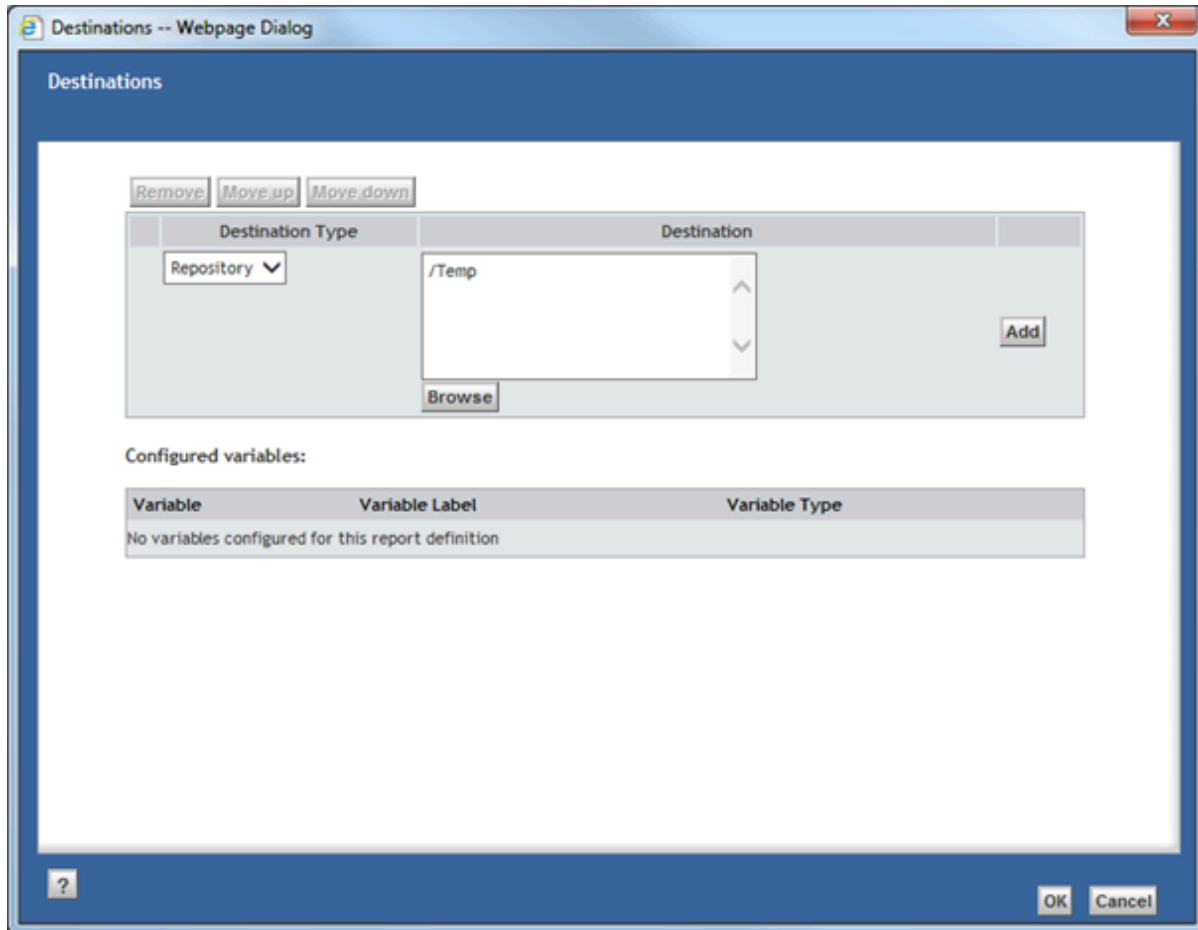 Destinations -- Webpage Dialog
x
Destinations
Remove Move up Move down
Destination Type Destination
Repository /Temp
Add
Browse
Configured variables:
Variable Variable Label Variable Type
No variables configured for this report definition
?
OK Cancel